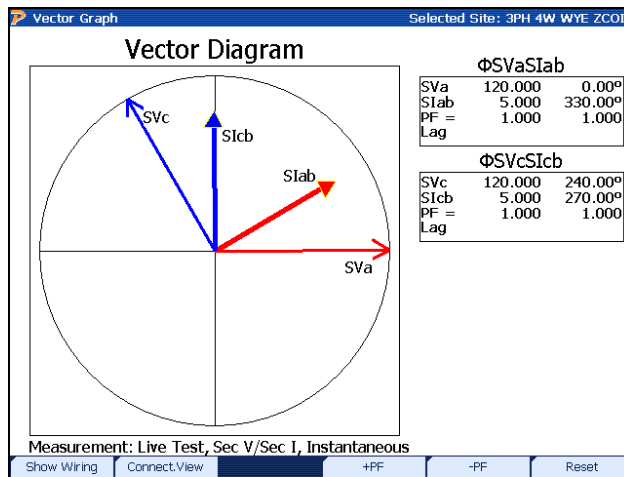 Vector Graph
Selected Site: 3PH 4W WYE ZCOI
Vector Diagram
SVc
SIcb
SIab
SVa
ΦSVaSIab
SVa 120.000 0.00º
SIab 5.000 330.00º
PF = 1.000 1.000
Lag
ΦSVcSIcb
SVc 120.000 240.00º
SIcb 5.000 270.00º
PF = 1.000 1.000
Lag
Measurement: Live Test, Sec V/Sec I, Instantaneous
Show Wiring Connect.View +PF -PF Reset